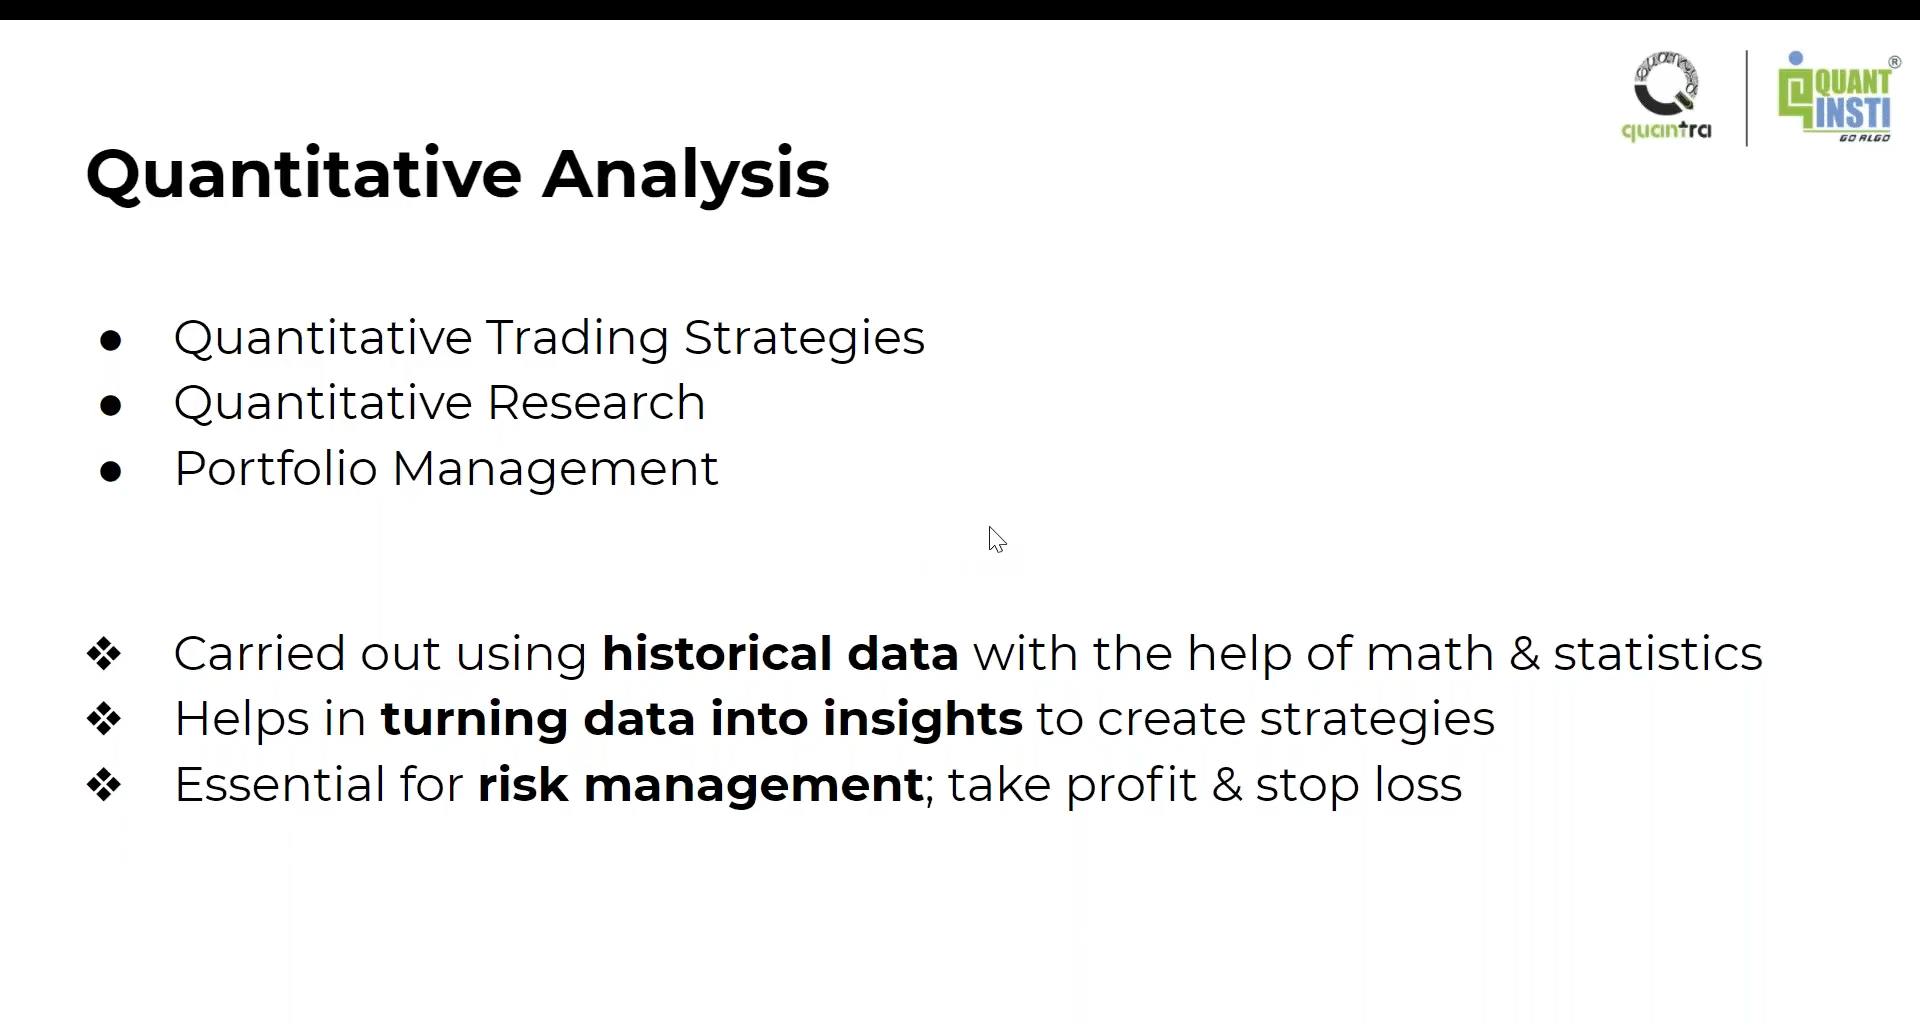 quantra
QUANT
INSTI
GO ALGO
®
Quantitative Analysis
● Quantitative Trading Strategies
● Quantitative Research
● Portfolio Management
❖ Carried out using historical data with the help of math & statistics
❖ Helps in turning data into insights to create strategies
❖ Essential for risk management; take profit & stop loss